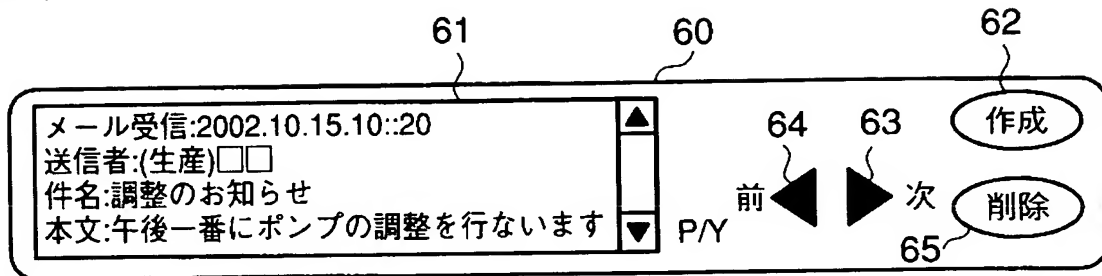 61
60
62
メール受信:2002.10.15.10::20
送信者:(生産)□□
件名:調整のお知らせ
本文:午後一番にポンプの調整を行ないます
▲
▼
P/Y
64
63
前
次
作成
削除
65